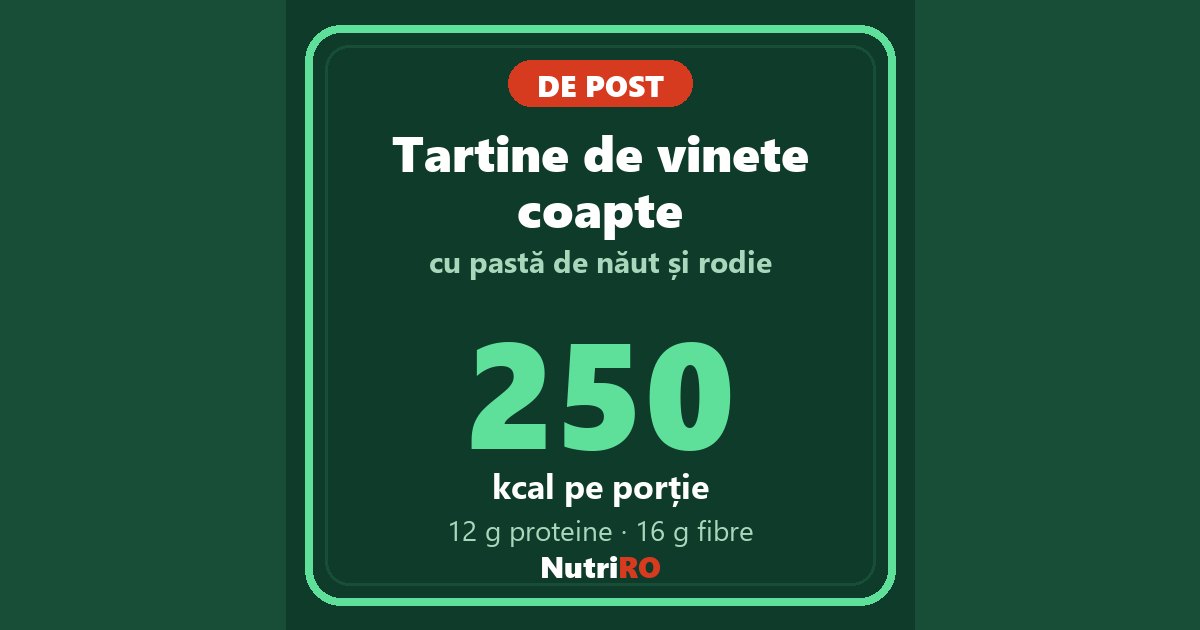 DE POST
Tartine de vinete
coapte
cu pastă de năut și rodie
250
kcal pe porție
12 g proteine · 16 g fibre
NutriRO